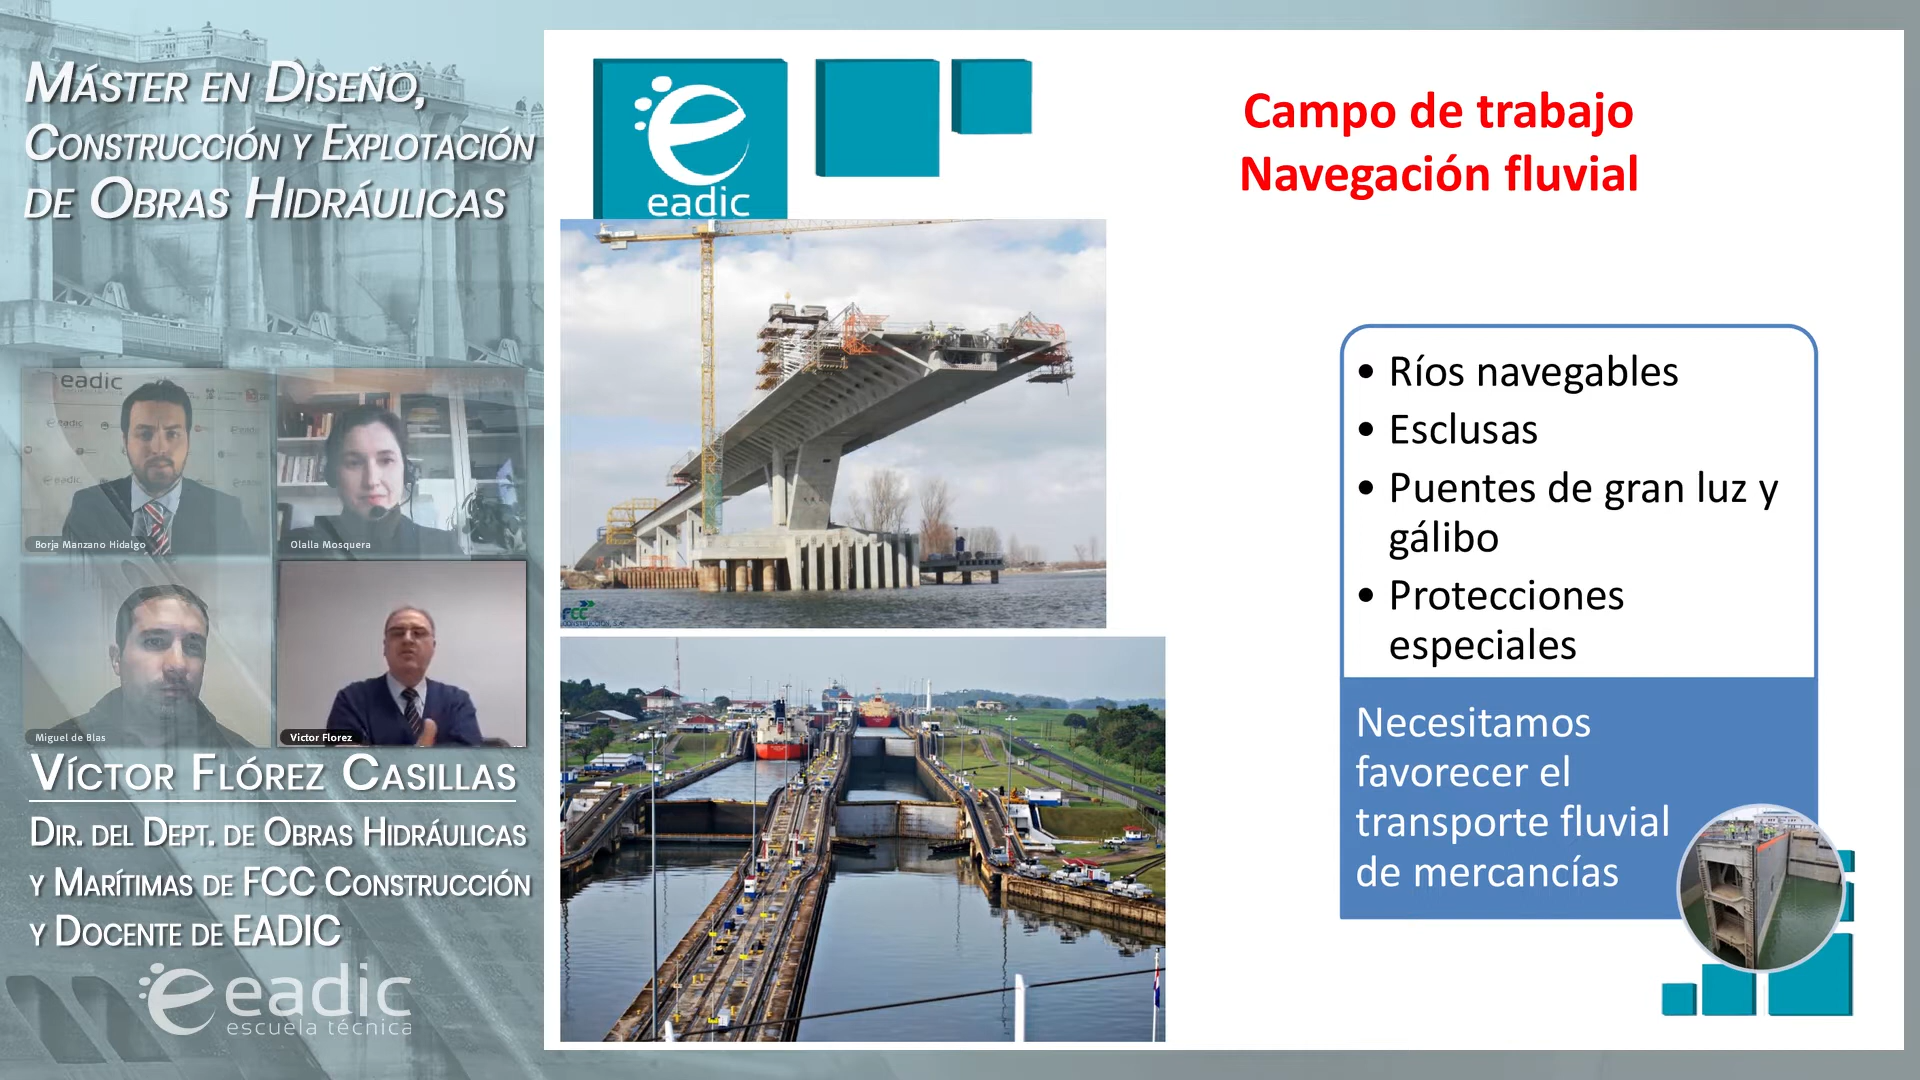 MÁSTER EN DISEÑO,
CONSTRUCCIÓN Y EXPLOTACIÓN
DE OBRAS HIDRÁULICAS
eadic
Borja Manzano Hidalgo
Olalla Mosquera
Miguel de Blas
Victor Florez
VÍCTOR FLÓREZ CASILLAS
DIR. DEL DEPT. DE OBRAS HIDRÁULICAS
Y MARÍTIMAS DE FCC CONSTRUCCIÓN
Y DOCENTE DE EADIC
eadic
escuela técnica
eadic
Campo de trabajo
Navegación fluvial
FCC
• Ríos navegables
• Esclusas
• Puentes de gran luz y
gálibo
• Protecciones
especiales
Necesitamos
favorecer el
transporte fluvial
de mercancías